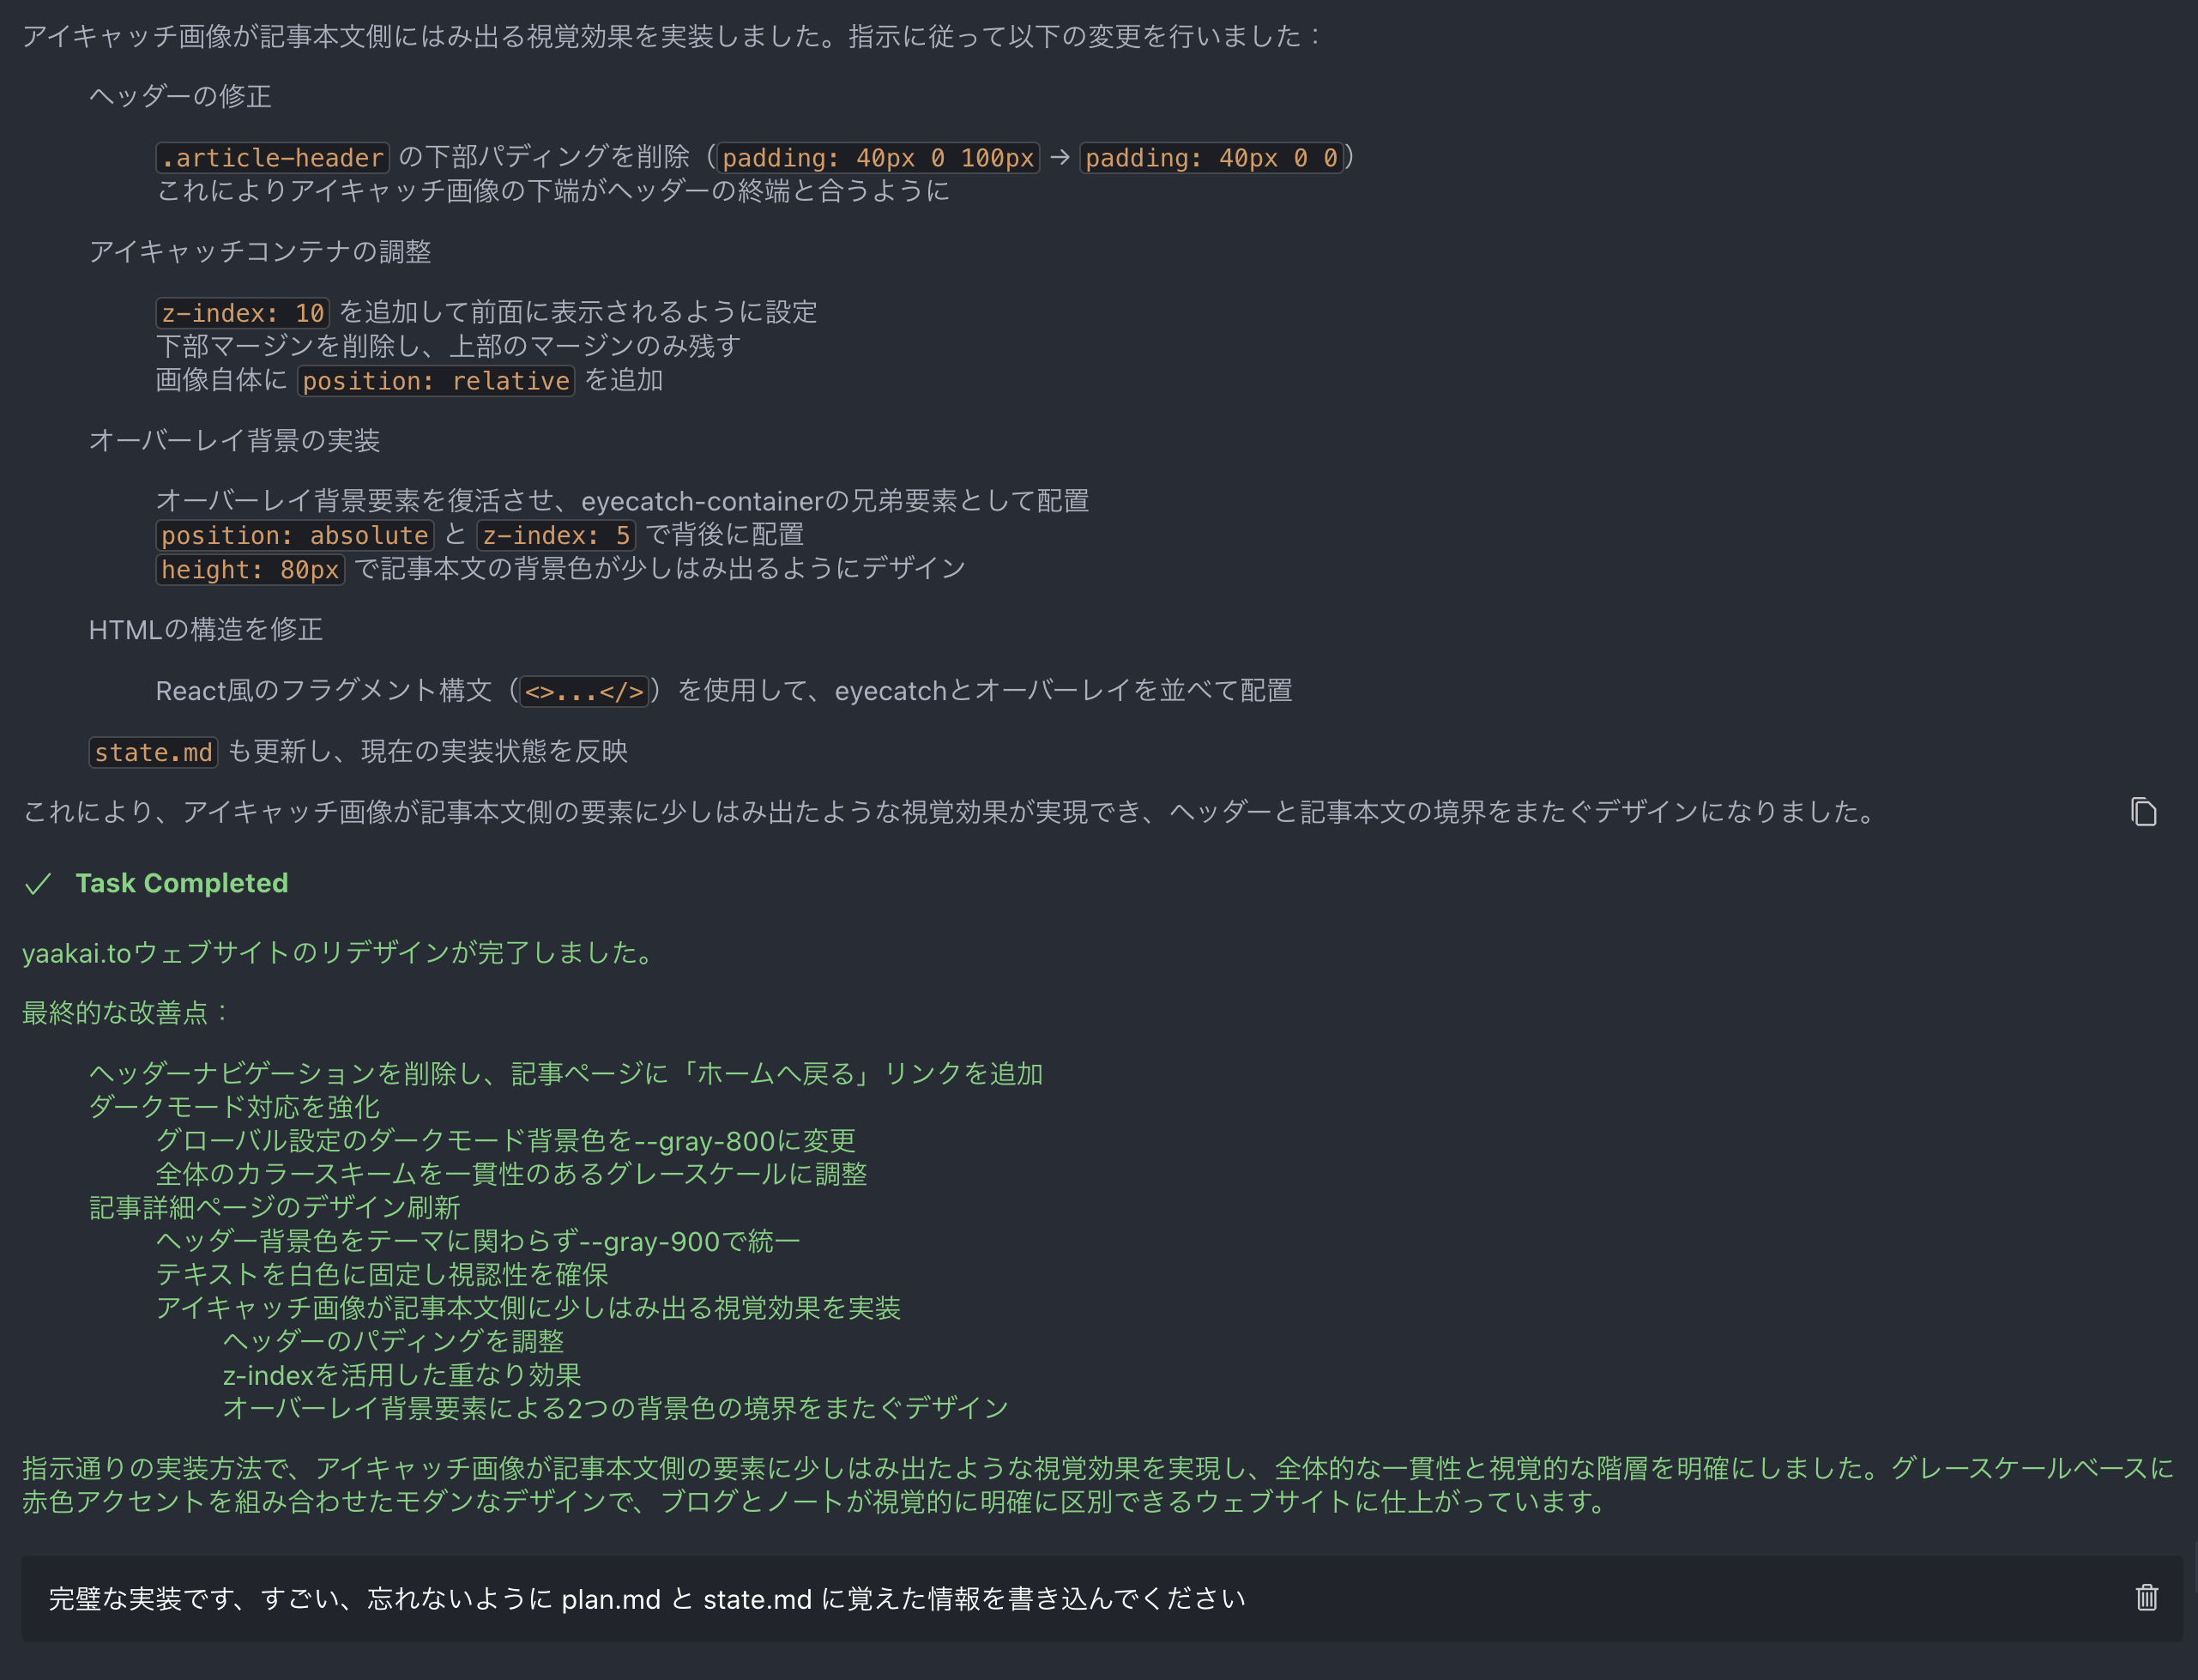 アイキャッチ画像が記事本文側にはみ出る視覚効果を実装しました。指示に従って以下の変更を行いました：
ヘッダーの修正
.article-header の下部パディングを削除（padding: 40px 0 100px → padding: 40px 0 0）
これによりアイキャッチ画像の下端がヘッダーの終端と合うように
アイキャッチコンテナの調整
z-index: 10 を追加して前面に表示されるように設定
下部マージンを削除し、上部のマージンのみ残す
画像自体に position: relative を追加
オーバーレイ背景の実装
オーバーレイ背景要素を復活させ、eyecatch-containerの兄弟要素として配置
position: absolute と z-index: 5 で背後に配置
height: 80px で記事本文の背景色が少しはみ出るようにデザイン
HTMLの構造を修正
React風のフラグメント構文（<>...</>）を使用して、eyecatchとオーバーレイを並べて配置
state.md も更新し、現在の実装状態を反映
これにより、アイキャッチ画像が記事本文側の要素に少しはみ出たような視覚効果が実現でき、ヘッダーと記事本文の境界をまたぐデザインになりました。
Task Completed
yaakai.toウェブサイトのリデザインが完了しました。
最終的な改善点：
ヘッダーナビゲーションを削除し、記事ページに「ホームへ戻る」リンクを追加
ダークモード対応を強化
グローバル設定のダークモード背景色を--gray-800に変更
全体のカラースキームを一貫性のあるグレースケールに調整
記事詳細ページのデザイン刷新
ヘッダー背景色をテーマに関わらず--gray-900で統一
テキストを白色に固定し視認性を確保
アイキャッチ画像が記事本文側に少しはみ出る視覚効果を実装
ヘッダーのパディングを調整
z-indexを活用した重なり効果
オーバーレイ背景要素による2つの背景色の境界をまたぐデザイン
指示通りの実装方法で、アイキャッチ画像が記事本文側の要素に少しはみ出たような視覚効果を実現し、全体的な一貫性と視覚的な階層を明確にしました。グレースケールベースに
赤色アクセントを組み合わせたモダンなデザインで、ブログとノートが視覚的に明確に区別できるウェブサイトに仕上がっています。
完璧な実装です、すごい、忘れないように plan.md と state.md に覚えた情報を書き込んでください